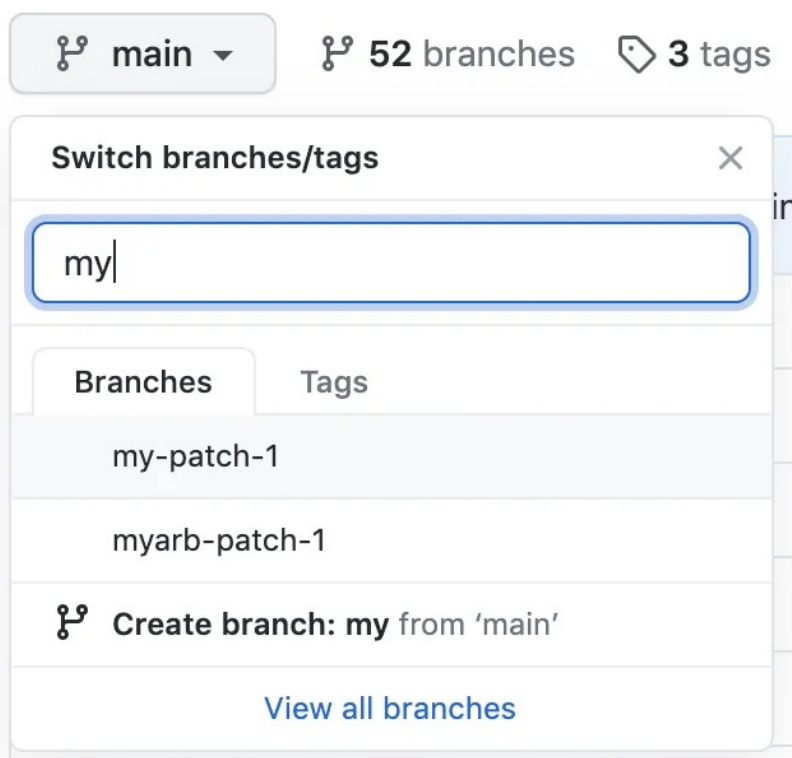 main 52 branches 3 tags
Switch branches/tags
my
Branches Tags
my-patch-1
myarb-patch-1
Create branch: my from ‘main’
View all branches